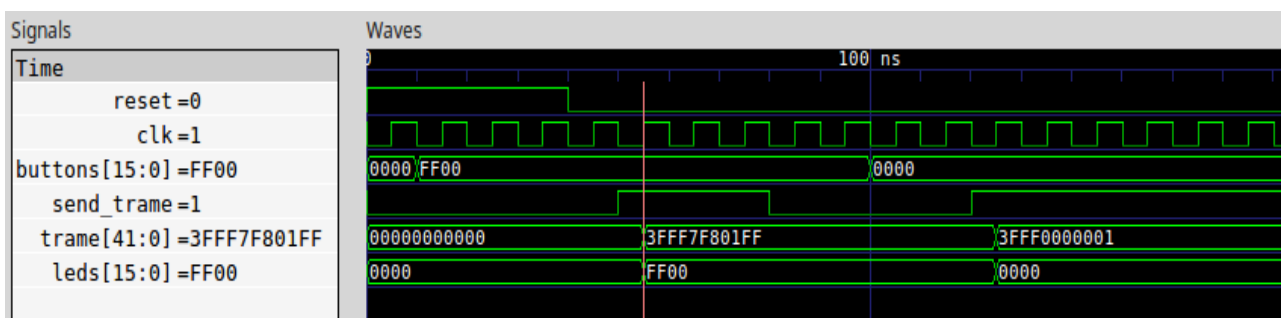 Signals Waves
Time 0 100 ns
reset =0
clk =1
buttons[15:0] =FF00 0000 FF00 0000
send_trame =1
trame[41:0] =3FFF7F801FF 00000000000 3FFF7F801FF 3FFF0000001
leds[15:0] =FF00 0000 FF00 0000